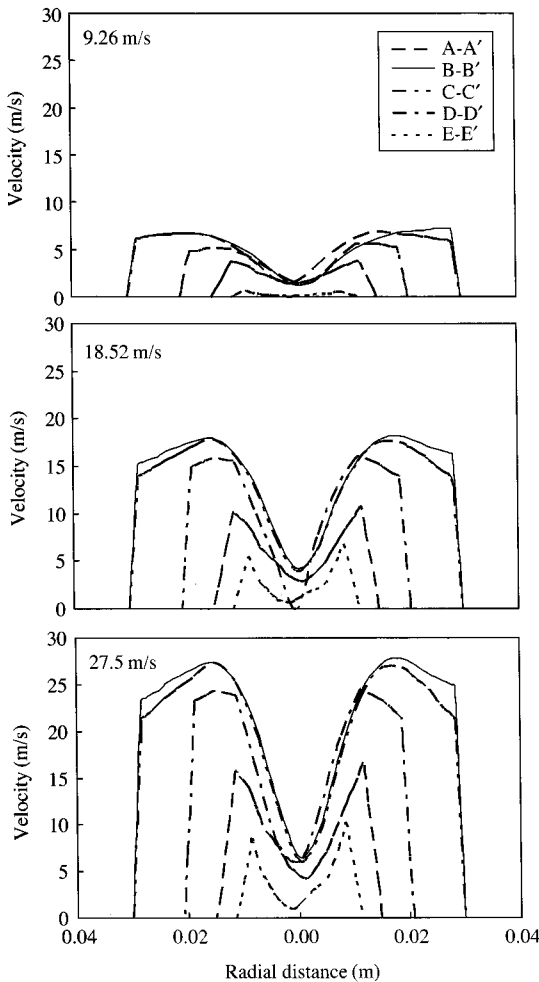 30
9.26 m/s
A-A′
B-B′
C-C′
D-D′
E-E′
25
20
15
10
5
0
Velocity (m/s)
30
18.52 m/s
25
20
15
10
5
0
Velocity (m/s)
30
27.5 m/s
25
20
15
10
5
0
Velocity (m/s)
0.04 0.02 0.00 0.02 0.04
Radial distance (m)